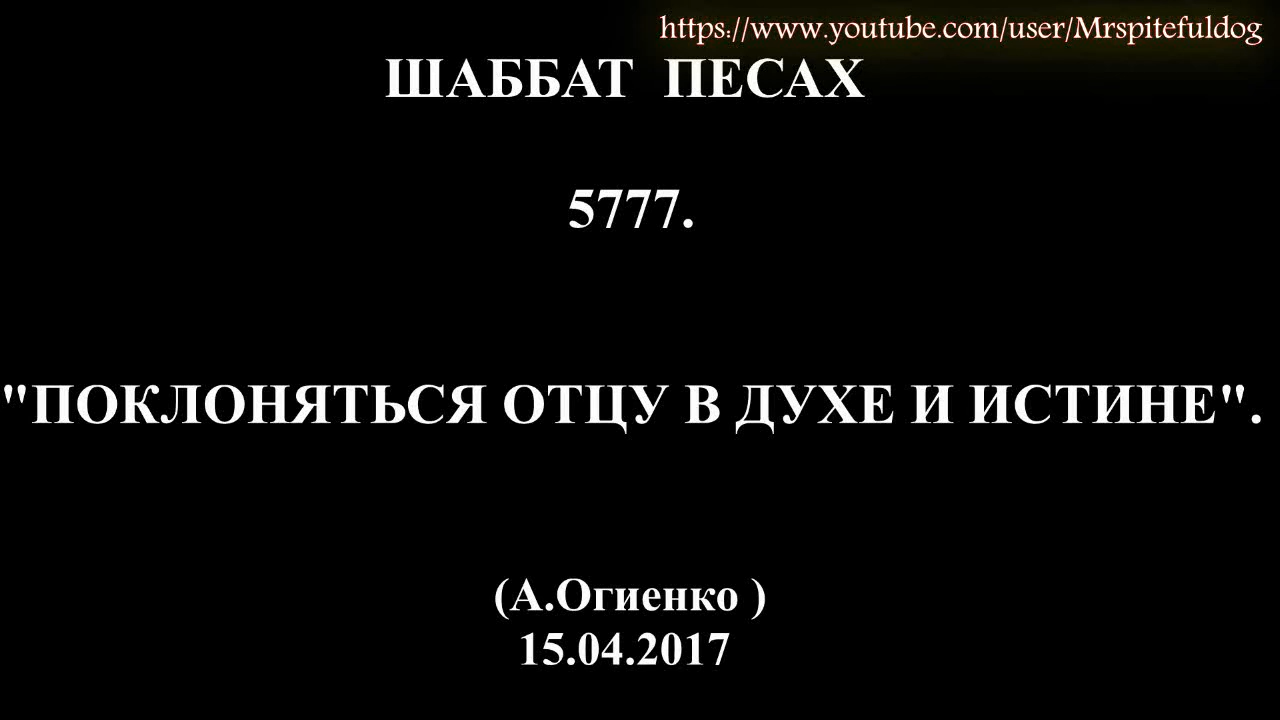 https://www.youtube.com/user/Mrspitefuldog
ШАББАТ ПЕСАХ
5777.
"ПОКЛОНЯТЬСЯ ОТЦУ В ДУХЕ И ИСТИНЕ".
(А.Огиенко )
15.04.2017